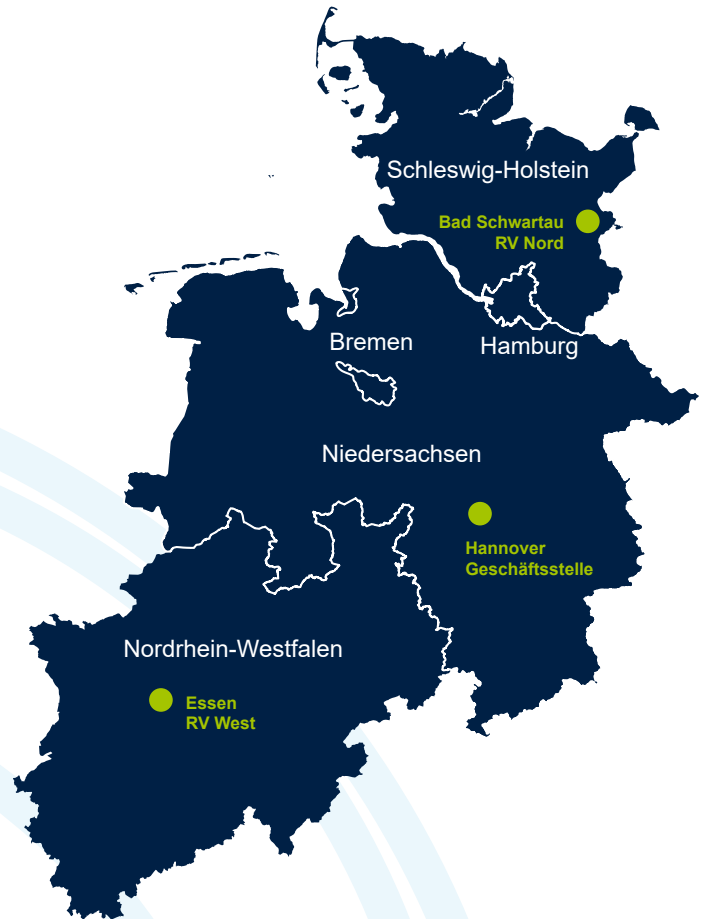 Schleswig-Holstein
Bad Schwartau
RV Nord
Bremen
Hamburg
Niedersachsen
Hannover
Geschäftsstelle
Nordrhein-Westfalen
Essen
RV West